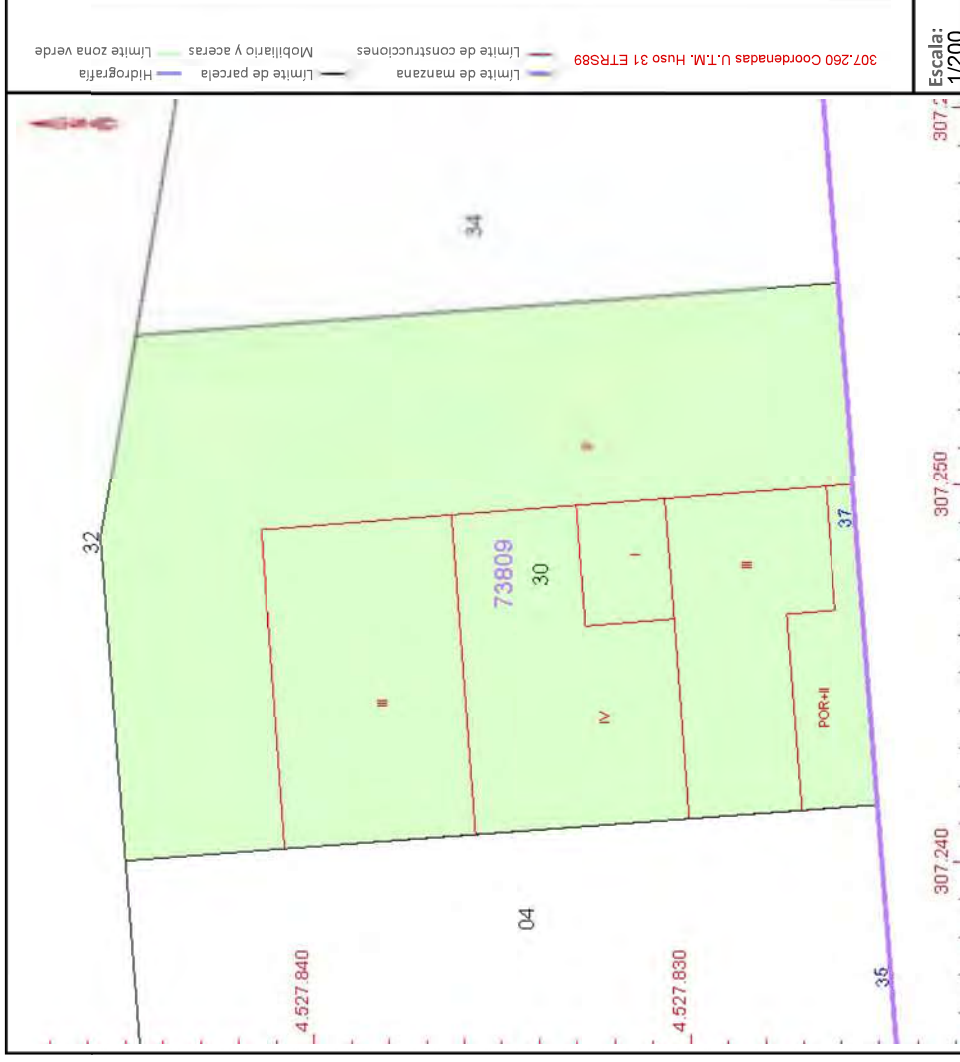 Límite zona verde
Mobiliario y aceras
Límite de construcciones
Hidrografía
Límite de parcela
Límite de manzana
307.260 Coordenadas U.T.M. Huso 31 ETRS89
Escala:
1/200
32
34
73809
30
I
III
III
IV
POR+II
37
04
35
4.527.840
4.527.830
307.250
307.240